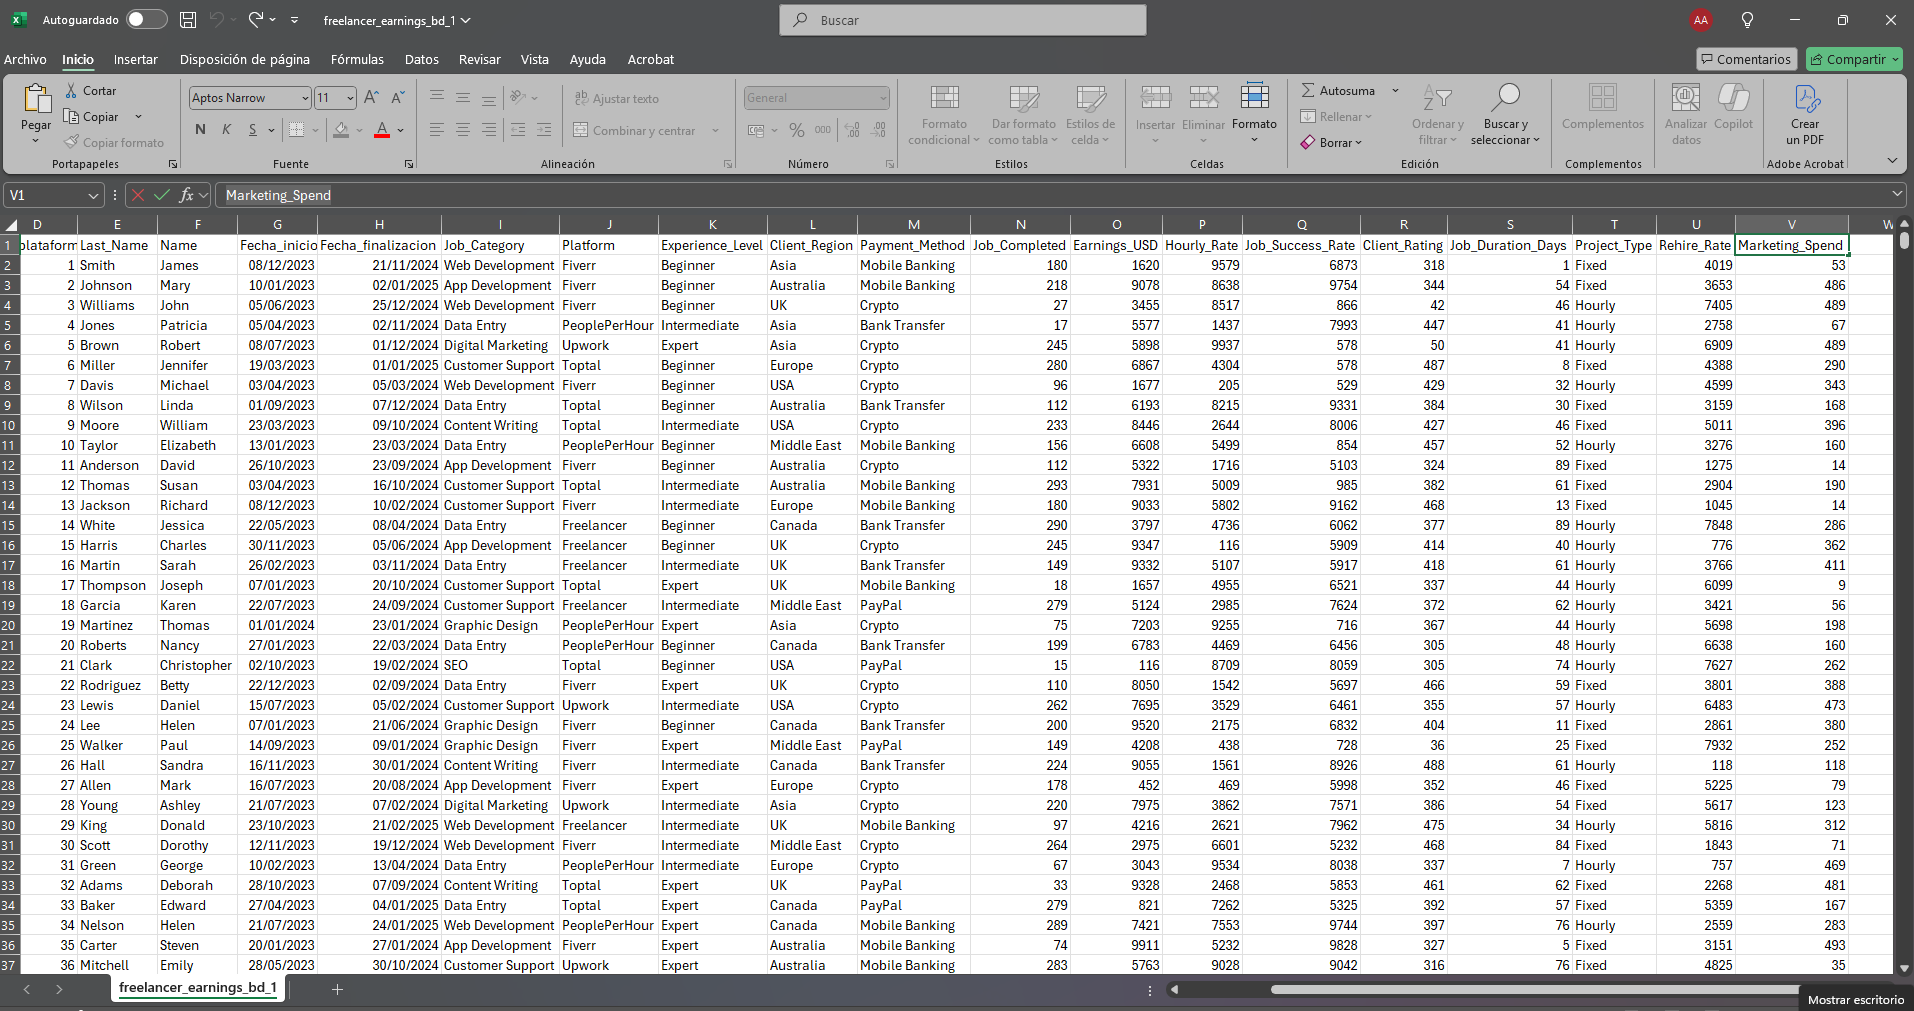 Autoguardado freelancer_earnings_bd_1 Buscar AA
Archivo Inicio Insertar Disposición de página Fórmulas Datos Revisar Vista Ayuda Acrobat Comentarios Compartir
Pegar Cortar
Copiar
Copiar formato
Portapapeles
Aptos Narrow 11
N K S
Fuente
Ajustar texto
Combinar y centrar
Alineación
General
% 000
Número
Formato condicional
Dar formato como tabla
Estilos de celda
Estilos
Insertar Eliminar Formato
Celdas
Autosuma
Rellenar
Borrar
Ordenar y filtrar
Buscar y seleccionar
Edición
Complementos
Complementos
Analizar datos
Copilot
Crear un PDF
Adobe Acrobat
V1 fx Marketing_Spend
D E F G H I J K L M N O P Q R S T U V W
1 plataform Last_Name Name Fecha_inicio Fecha_finalizacion Job_Category Platform Experience_Level Client_Region Payment_Method Job_Completed Earnings_USD Hourly_Rate Job_Success_Rate Client_Rating Job_Duration_Days Project_Type Rehire_Rate Marketing_Spend
2 1 Smith James 08/12/2023 21/11/2024 Web Development Fiverr Beginner Asia Mobile Banking 180 1620 9579 6873 318 1 Fixed 4019 53
3 2 Johnson Mary 10/01/2023 02/01/2025 App Development Fiverr Beginner Australia Mobile Banking 218 9078 8638 9754 344 54 Fixed 3653 486
4 3 Williams John 05/06/2023 25/12/2024 Web Development Fiverr Beginner UK Crypto 27 3455 8517 866 42 46 Hourly 7405 489
5 4 Jones Patricia 05/04/2023 02/11/2024 Data Entry PeoplePerHour Intermediate Asia Bank Transfer 17 5577 1437 7993 447 41 Hourly 2758 67
6 5 Brown Robert 08/07/2023 01/12/2024 Digital Marketing Upwork Expert Asia Crypto 245 5898 9937 578 50 41 Hourly 6909 489
7 6 Miller Jennifer 19/03/2023 01/01/2025 Customer Support Toptal Beginner Europe Crypto 280 6867 4304 578 487 8 Fixed 4388 290
8 7 Davis Michael 03/04/2023 05/03/2024 Web Development Fiverr Beginner USA Crypto 96 1677 205 529 429 32 Hourly 4599 343
9 8 Wilson Linda 01/09/2023 07/12/2024 Data Entry Toptal Beginner Australia Bank Transfer 112 6193 8215 9331 384 30 Fixed 3159 168
10 9 Moore William 23/03/2023 09/10/2024 Content Writing Toptal Intermediate USA Crypto 233 8446 2644 8006 427 46 Fixed 5011 396
11 10 Taylor Elizabeth 13/01/2023 23/03/2024 Data Entry PeoplePerHour Beginner Middle East Mobile Banking 156 6608 5499 854 457 52 Hourly 3276 160
12 11 Anderson David 26/10/2023 23/09/2024 App Development Fiverr Beginner Australia Crypto 112 5322 1716 5103 324 89 Fixed 1275 14
13 12 Thomas Susan 03/04/2023 16/10/2024 Customer Support Toptal Intermediate Australia Mobile Banking 293 7931 5009 985 382 61 Fixed 2904 190
14 13 Jackson Richard 08/12/2023 10/02/2024 Customer Support Fiverr Intermediate Europe Mobile Banking 180 9033 5802 9162 468 13 Fixed 1045 14
15 14 White Jessica 22/05/2023 08/04/2024 Data Entry Freelancer Beginner Canada Bank Transfer 290 3797 4736 6062 377 89 Hourly 7848 286
16 15 Harris Charles 30/11/2023 05/06/2024 App Development Freelancer Beginner UK Crypto 245 9347 116 5909 414 40 Hourly 776 362
17 16 Martin Sarah 26/02/2023 03/11/2024 Data Entry Freelancer Intermediate UK Bank Transfer 149 9332 5107 5917 418 61 Hourly 3766 411
18 17 Thompson Joseph 07/01/2023 20/10/2024 Customer Support Toptal Expert UK Mobile Banking 18 1657 4955 6521 337 44 Hourly 6099 9
19 18 Garcia Karen 22/07/2023 24/09/2024 Customer Support Freelancer Intermediate Middle East PayPal 279 5124 2985 7624 372 62 Hourly 3421 56
20 19 Martinez Thomas 01/01/2024 23/01/2024 Graphic Design PeoplePerHour Expert Asia Crypto 75 7203 9255 716 367 44 Hourly 5698 198
21 20 Roberts Nancy 27/01/2023 22/03/2024 Data Entry PeoplePerHour Beginner Canada Bank Transfer 199 6783 4469 6456 305 48 Hourly 6638 160
22 21 Clark Christopher 02/10/2023 19/02/2024 SEO Toptal Beginner USA PayPal 15 116 8709 8059 305 74 Hourly 7627 262
23 22 Rodriguez Betty 22/12/2023 02/09/2024 Data Entry Fiverr Expert UK Crypto 110 8050 1542 5697 466 59 Fixed 3801 388
24 23 Lewis Daniel 15/07/2023 05/02/2024 Customer Support Upwork Intermediate USA Crypto 262 7695 3529 6461 355 57 Hourly 6483 473
25 24 Lee Helen 07/01/2023 21/06/2024 Graphic Design Fiverr Beginner Canada Bank Transfer 200 9520 2175 6832 404 11 Fixed 2861 380
26 25 Walker Paul 14/09/2023 09/01/2024 Graphic Design Fiverr Expert Middle East PayPal 149 4208 438 728 36 25 Fixed 7932 252
27 26 Hall Sandra 16/11/2023 30/01/2024 Content Writing Fiverr Intermediate Canada Bank Transfer 224 9055 1561 8926 488 61 Hourly 118 118
28 27 Allen Mark 16/07/2023 20/08/2024 App Development Fiverr Expert Europe Crypto 178 452 469 5998 352 46 Fixed 5225 79
29 28 Young Ashley 21/07/2023 07/02/2024 Digital Marketing Upwork Intermediate Asia Crypto 220 7975 3862 7571 386 54 Fixed 5617 123
30 29 King Donald 23/10/2023 21/02/2025 Web Development Freelancer Intermediate UK Mobile Banking 97 4216 2621 7962 475 34 Hourly 5816 312
31 30 Scott Dorothy 12/11/2023 19/12/2024 Web Development Fiverr Intermediate Middle East Crypto 264 2975 6601 5232 468 84 Fixed 1843 71
32 31 Green George 10/02/2023 13/04/2024 Data Entry PeoplePerHour Intermediate Europe Crypto 67 3043 9534 8038 337 7 Hourly 757 469
33 32 Adams Deborah 28/10/2023 07/09/2024 Content Writing Toptal Expert UK PayPal 33 9328 2468 5853 461 62 Fixed 2268 481
34 33 Baker Edward 27/04/2023 04/01/2025 Data Entry Toptal Expert Canada PayPal 279 821 7262 5325 392 57 Fixed 5359 167
35 34 Nelson Helen 21/07/2023 24/01/2025 Web Development PeoplePerHour Expert Canada Mobile Banking 289 7421 7553 9744 397 76 Hourly 2559 283
36 35 Carter Steven 20/01/2023 27/01/2024 App Development Fiverr Expert Australia Mobile Banking 74 9911 5232 9828 327 5 Fixed 3151 493
37 36 Mitchell Emily 28/05/2023 30/10/2024 Customer Support Upwork Expert Australia Mobile Banking 283 5763 9028 9042 316 76 Fixed 4825 35
freelancer_earnings_bd_1
Mostrar escritorio